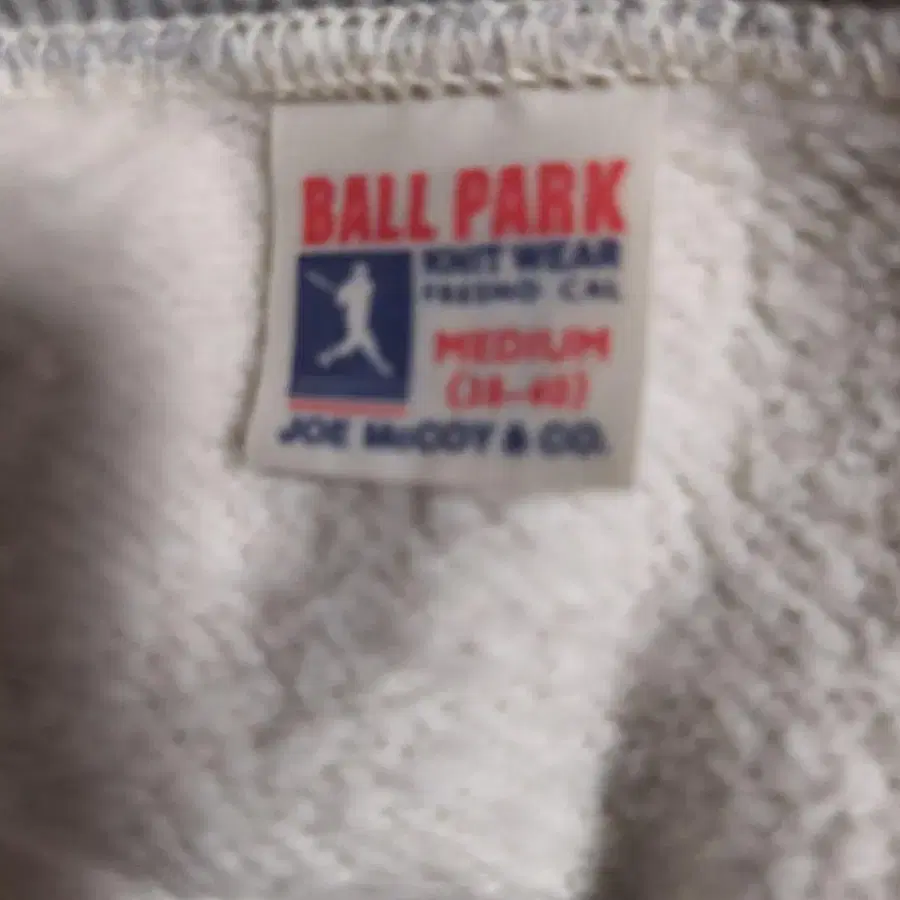 BALL PARK
KNIT WEAR
FRESNO CAL
MEDIUM
(38-40)
JOE McCOY & CO.